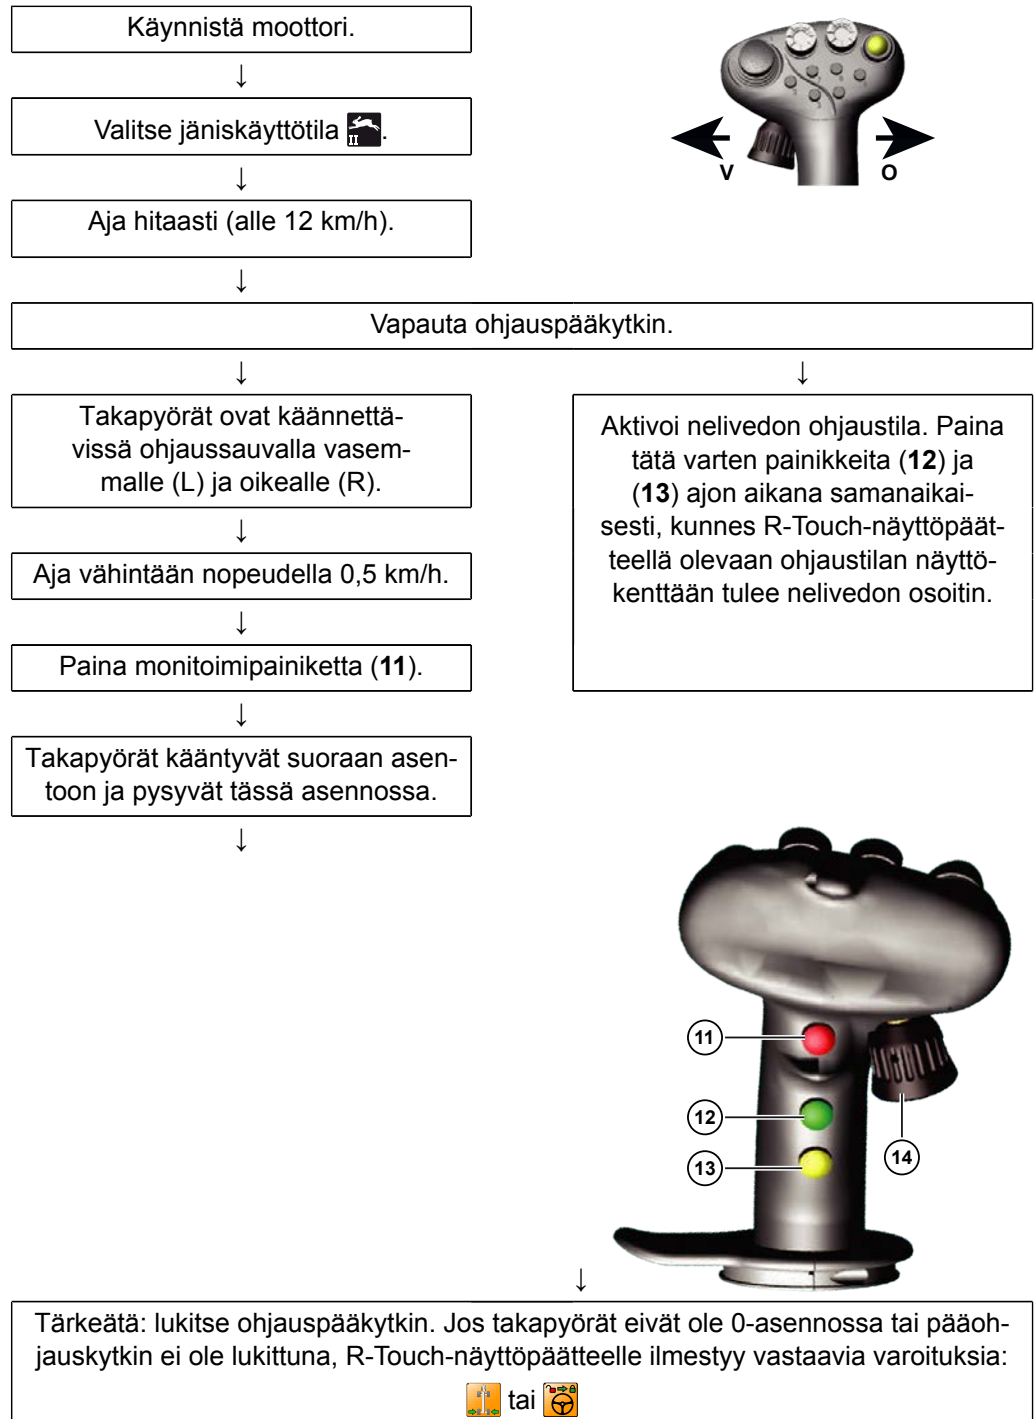 Käynnistä moottori.
↓
Valitse jäniskäyttötila II.
V
O
↓
Aja hitaasti (alle 12 km/h).
↓
Vapauta ohjauspääkytkin.
↓
↓
Takapyörät ovat käännettä-
vissä ohjaussauvalla vasem-
malle (L) ja oikealle (R).
↓
Aja vähintään nopeudella 0,5 km/h.
↓
Paina monitoimipainiketta (11).
↓
Takapyörät kääntyvät suoraan asen-
toon ja pysyvät tässä asennossa.
↓
Aktivoi nelivedon ohjaustila. Paina
tätä varten painikkeita (12) ja
(13) ajon aikana samanaikai-
sesti, kunnes R-Touch-näyttöpäät-
teellä olevaan ohjaustilan näyttö-
kenttään tulee nelivedon osoitin.
11
12
13
14
↓
Tärkeätä: lukitse ohjauspääkytkin. Jos takapyörät eivät ole 0-asennossa tai pääoh-
jauskytkin ei ole lukittuna, R-Touch-näyttöpäätteelle ilmestyy vastaavia varoituksia:
tai